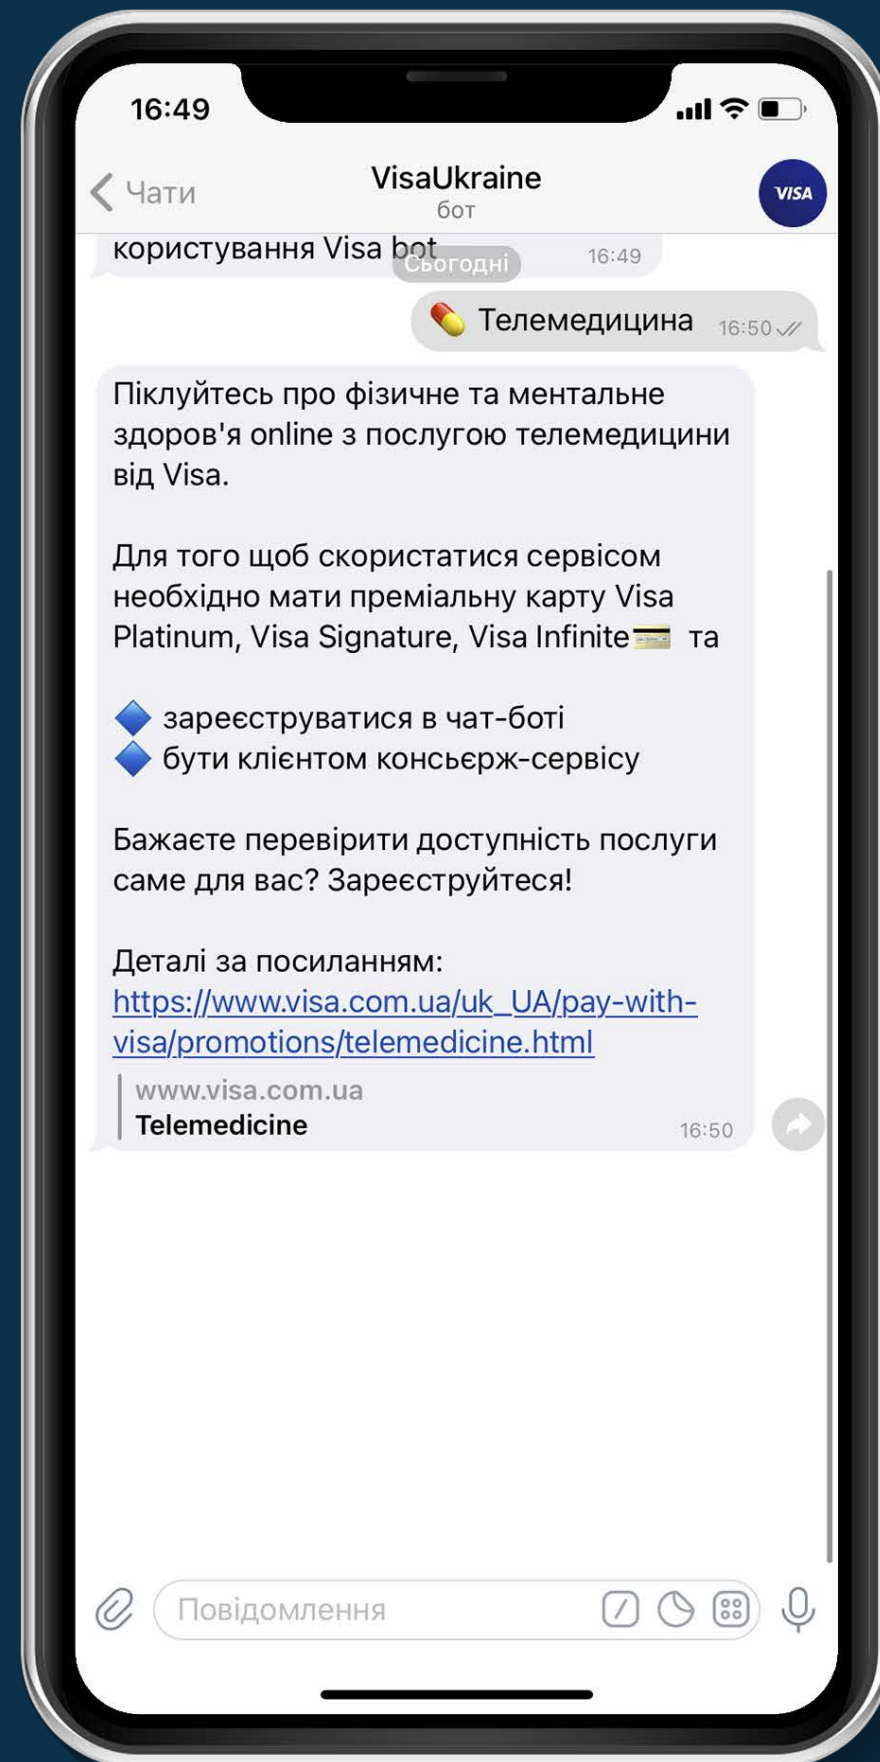 16:49
Чати
VisaUkraine
бот
VISA
користування Visa bot
16:49
Сьогодні
💊 Телемедицина 16:50
Піклуйтесь про фізичне та ментальне
здоров'я online з послугою телемедицини
від Visa.
Для того щоб скористатися сервісом
необхідно мати преміальну карту Visa
Platinum, Visa Signature, Visa Infinite💳 та
🔷 зареєструватися в чат-боті
🔷 бути клієнтом консьєрж-сервісу
Бажаєте перевірити доступність послуги
саме для вас? Зареєструйтеся!
Деталі за посиланням:
https://www.visa.com.ua/uk_UA/pay-with-
visa/promotions/telemedicine.html
www.visa.com.ua
Telemedicine
16:50
Повідомлення